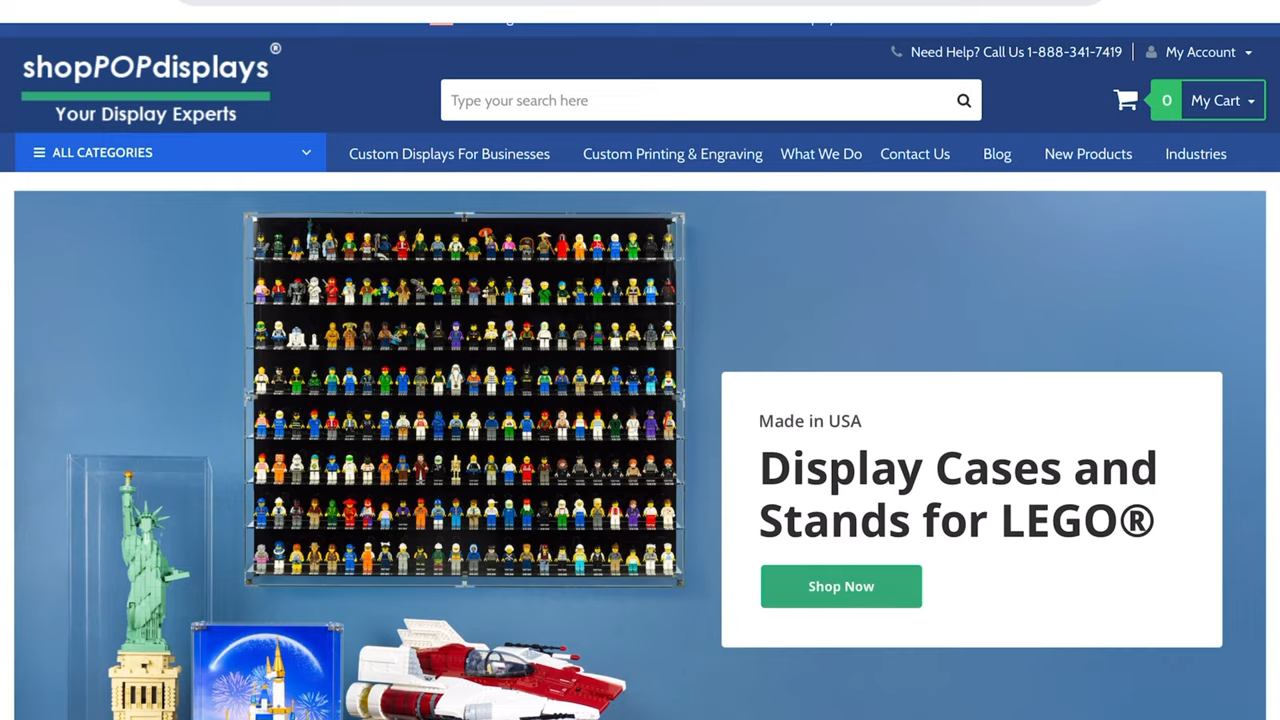 shopPOPdisplays®
Your Display Experts
Need Help? Call Us 1-888-341-7419
My Account
Type your search here
0
My Cart
ALL CATEGORIES
Custom Displays For Businesses
Custom Printing & Engraving
What We Do
Contact Us
Blog
New Products
Industries
Made in USA
Display Cases and
Stands for LEGO®
Shop Now